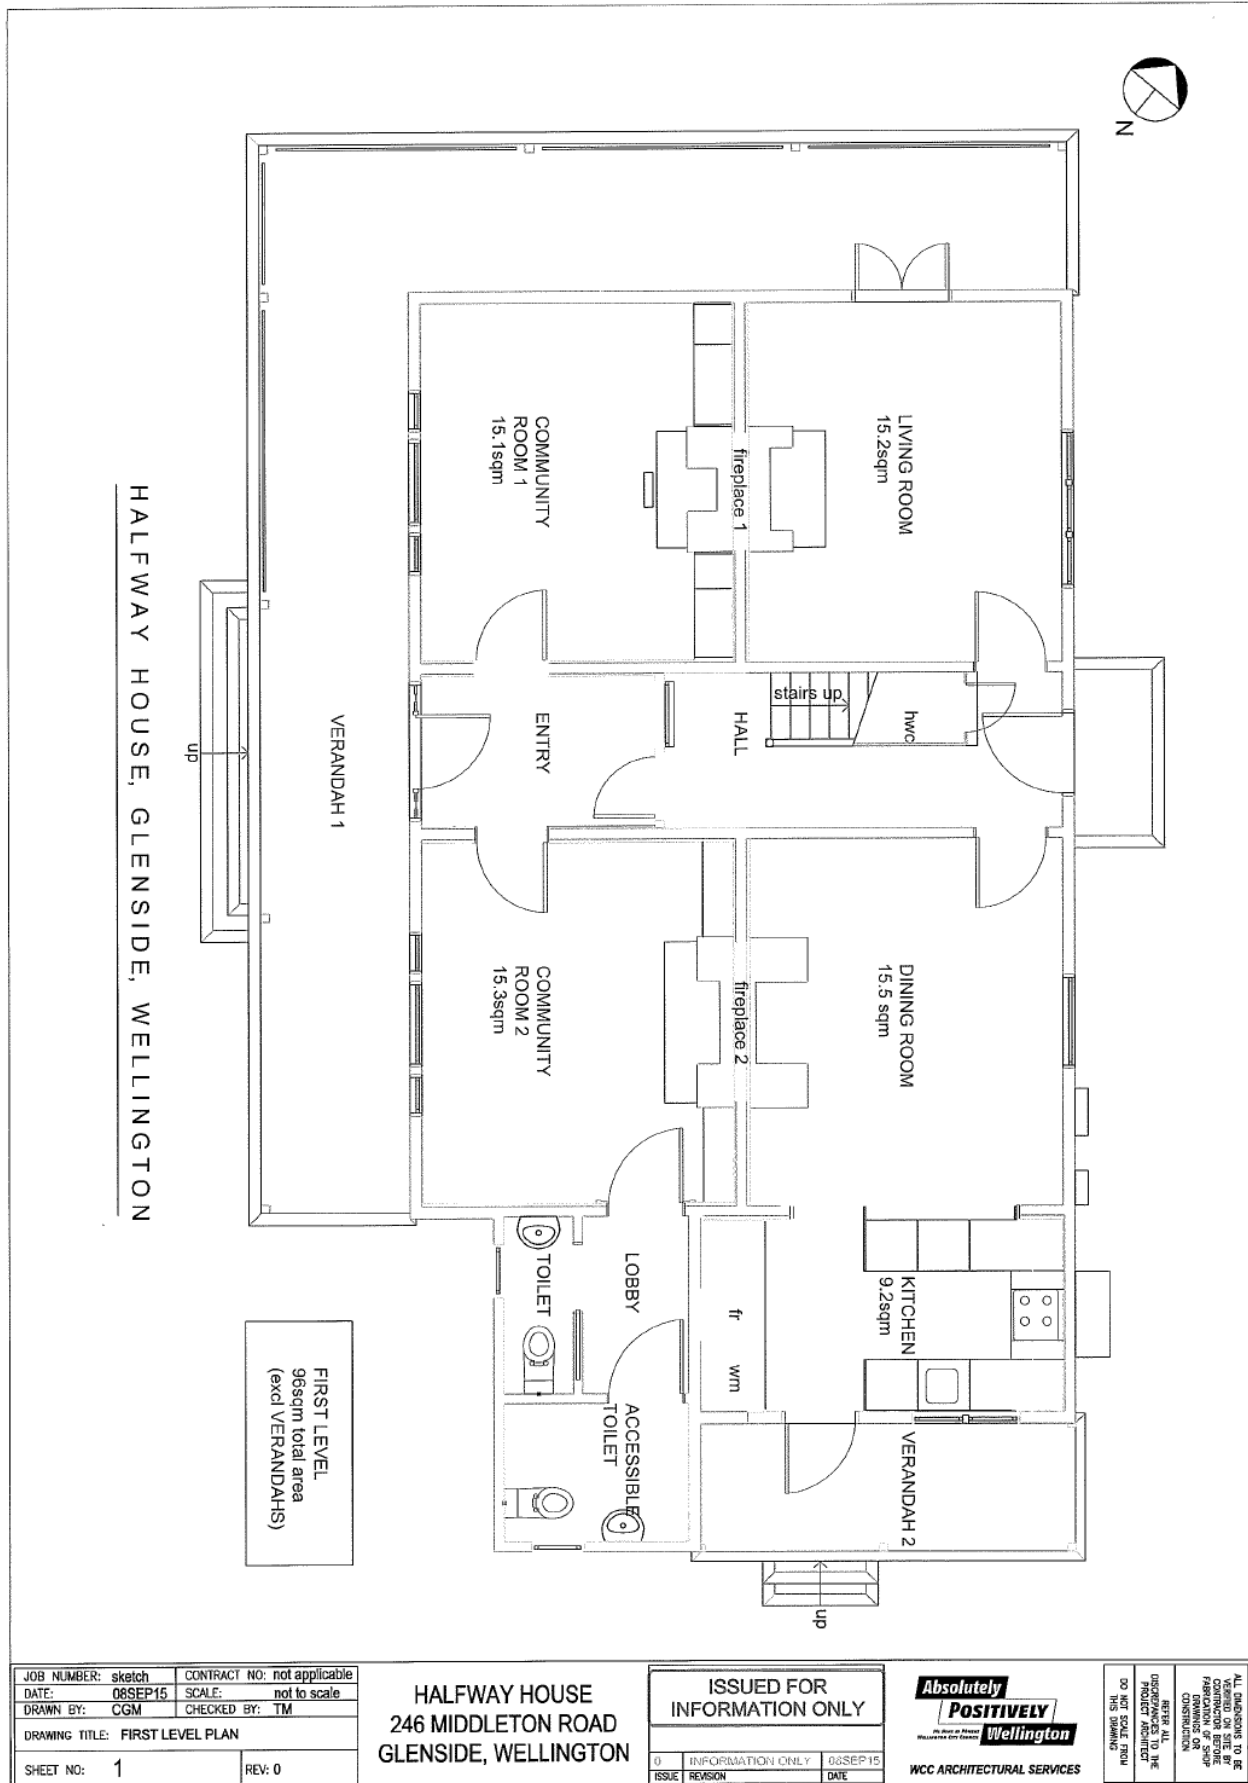 N
LIVING ROOM
15.2sqm
COMMUNITY
ROOM 1
15.1sqm
fireplace 1
HALFWAY HOUSE, GLENSIDE, WELLINGTON
up
VERANDAH 1
ENTRY
HALL
stairs up
hwc
COMMUNITY
ROOM 2
15.3sqm
fireplace 2
DINING ROOM
15.5 sqm
TOILET
LOBBY
fr
wm
KITCHEN
9.2sqm
ACCESSIBLE
TOILET
VERANDAH 2
up
FIRST LEVEL
96sqm total area
(excl VERANDAHS)
JOB NUMBER: sketch
CONTRACT NO: not applicable
DATE: 08SEP15
SCALE: not to scale
DRAWN BY: CGM
CHECKED BY: TM
DRAWING TITLE: FIRST LEVEL PLAN
SHEET NO: 1
REV: 0
HALFWAY HOUSE
246 MIDDLETON ROAD
GLENSIDE, WELLINGTON
ISSUED FOR
INFORMATION ONLY
0 INFORMATION ONLY 08SEP15
ISSUE REVISION DATE
Absolutely
POSITIVELY
Wellington
WCC ARCHITECTURAL SERVICES
ALL DIMENSIONS TO BE
VERIFIED ON SITE BY
CONTRACTOR BEFORE
FABRICATION OF SHOP
DRAWINGS OR
CONSTRUCTION
REFER ALL
DISCREPANCIES TO THE
PROJECT ARCHITECT
DO NOT SCALE FROM
THIS DRAWING